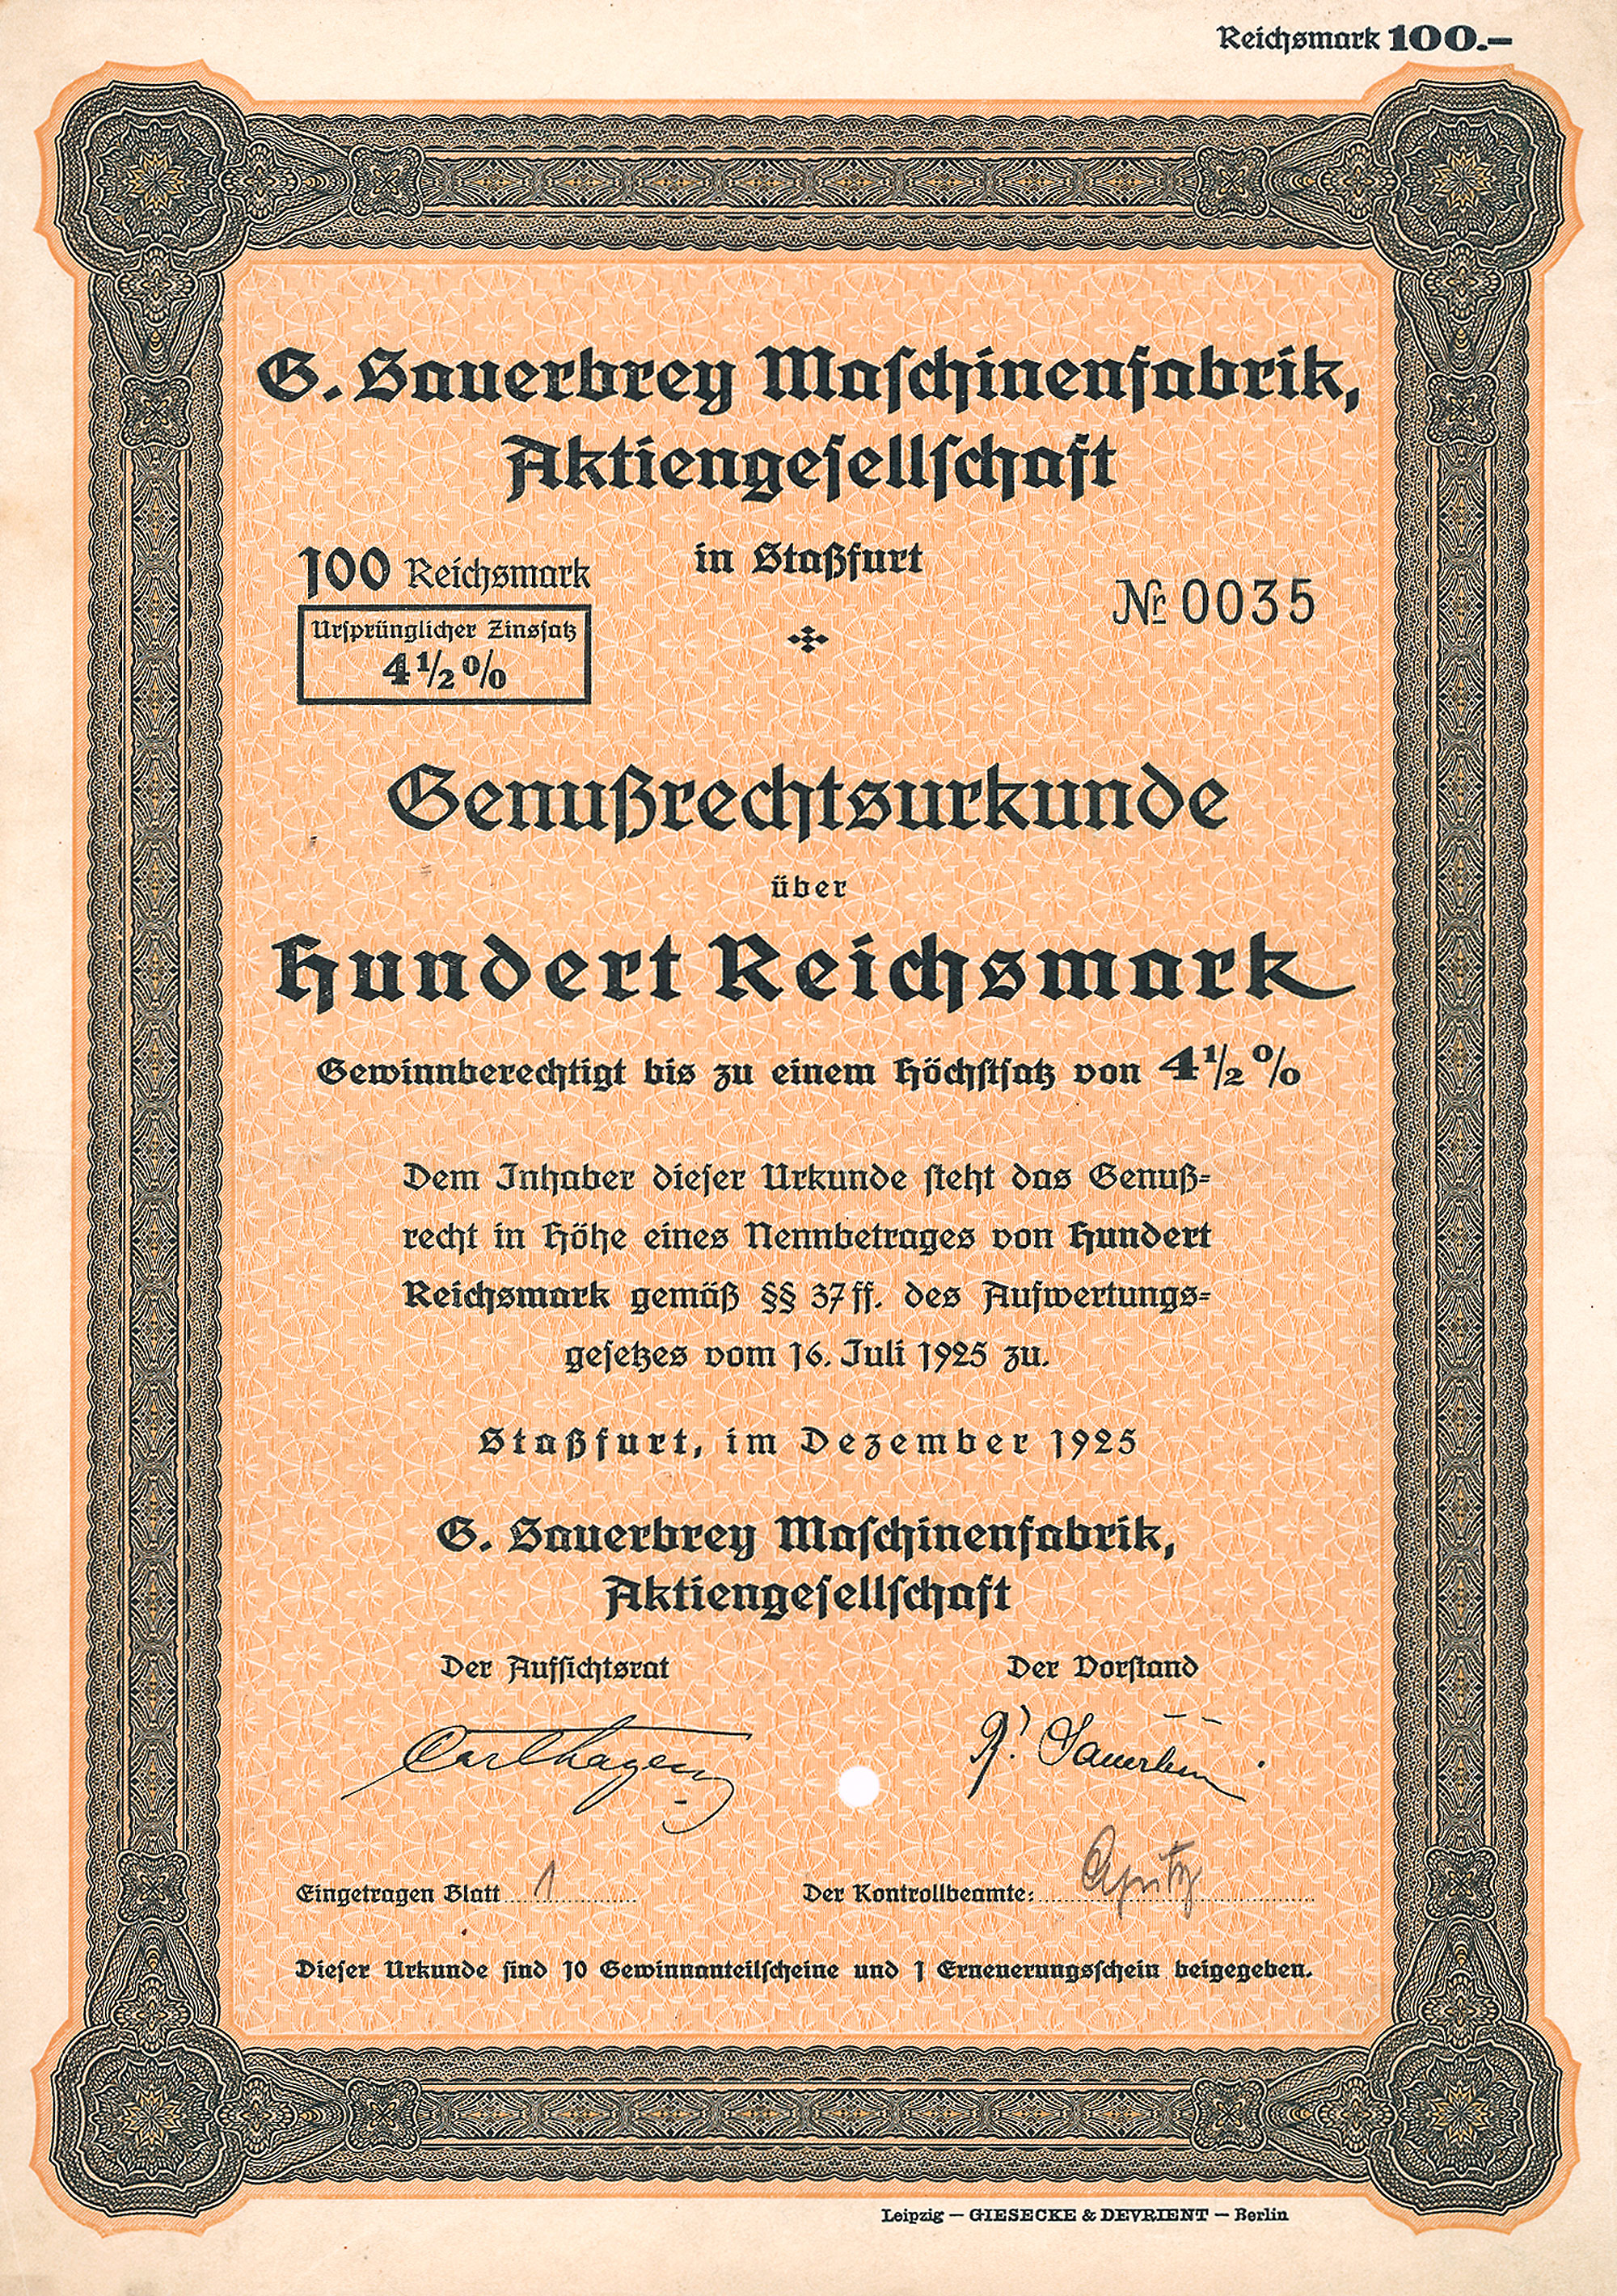 Reichsmark 100.–
G. Sauerbrey Maschinenfabrik,
Aktiengesellschaft
in Staßfurt
100 Reichsmark
Ursprünglicher Zinssatz
4½%
Nr 0035
Genußrechtsurkunde
über
Hundert Reichsmark
Gewinnberechtigt bis zu einem Höchstsatz von 4½%
Dem Inhaber dieser Urkunde steht das Genuß-
recht in Höhe eines Nennbetrages von Hundert
Reichsmark gemäß §§ 37 ff. des Aufwertungs-
gesetzes vom 16. Juli 1925 zu.
Staßfurt, im Dezember 1925
G. Sauerbrey Maschinenfabrik,
Aktiengesellschaft
Der Aufsichtsrat
Der Vorstand
Eingetragen Blatt 1
Der Kontrollbeamte:
Dieser Urkunde sind 10 Gewinnanteilscheine und 1 Erneuerungsschein beigegeben.
Leipzig – GIESECKE & DEVRIENT – Berlin